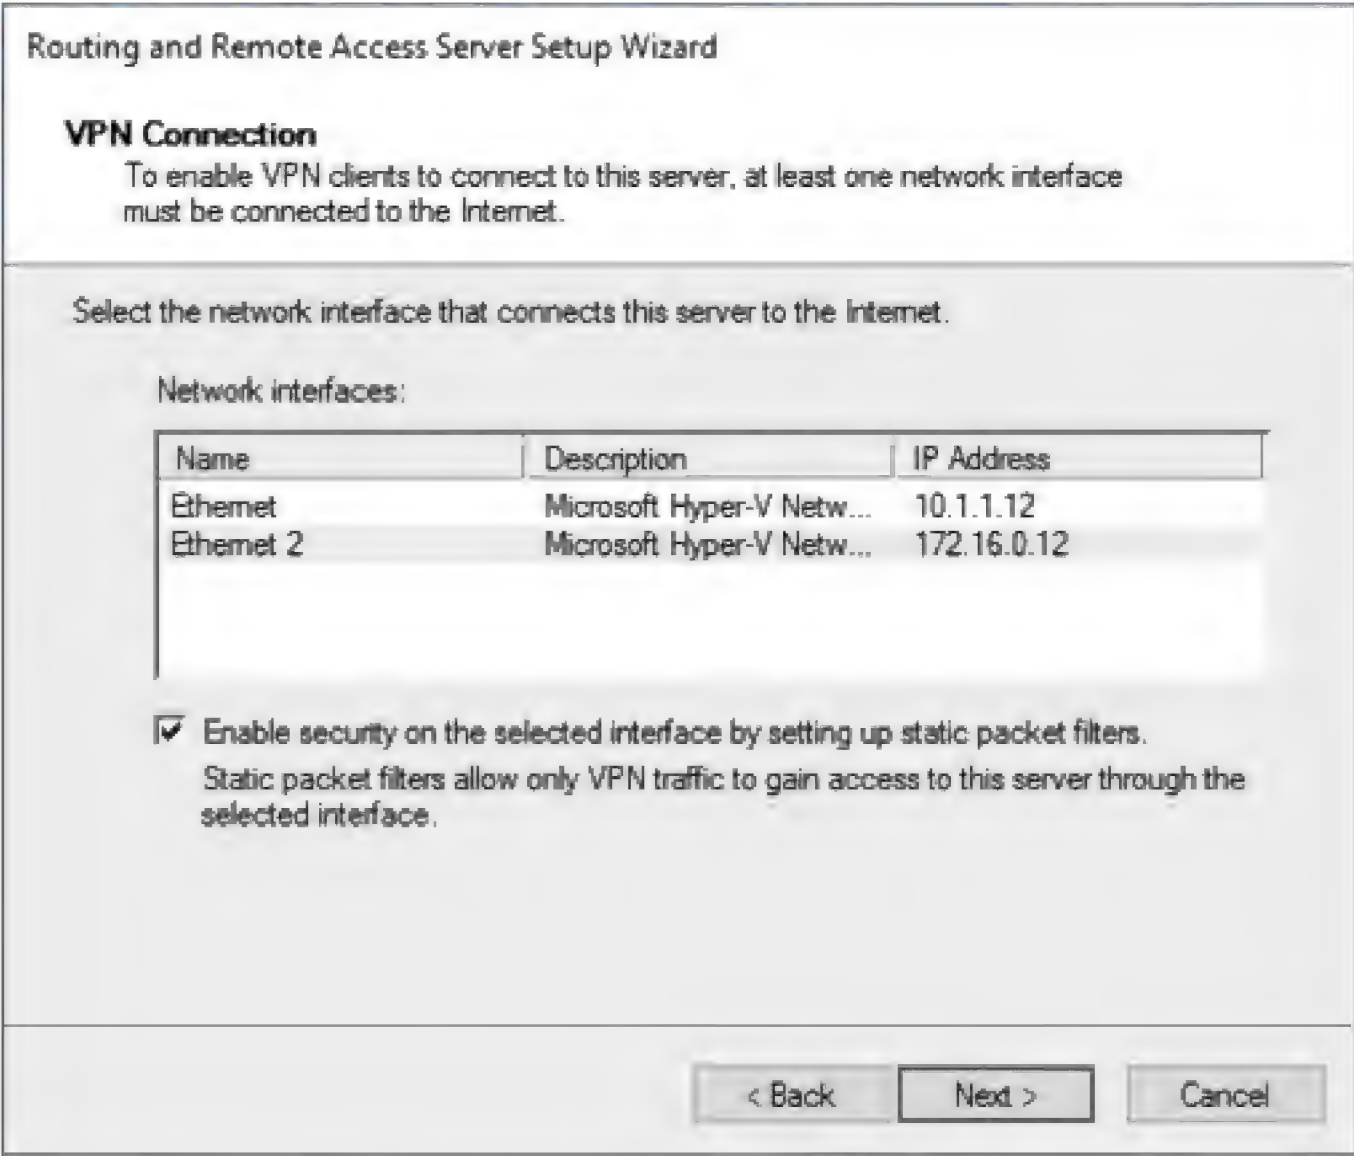 Routing and Remote Access Server Setup Wizard
VPN Connection
To enable VPN clients to connect to this server, at least one network interface
must be connected to the Internet.
Select the network interface that connects this server to the Internet.
Network interfaces:
Name Description IP Address
Ethernet Microsoft Hyper-V Netw... 10.1.1.12
Ethernet 2 Microsoft Hyper-V Netw... 172.16.0.12
Enable security on the selected interface by setting up static packet filters.
Static packet filters allow only VPN traffic to gain access to this server through the
selected interface.
< Back Next > Cancel